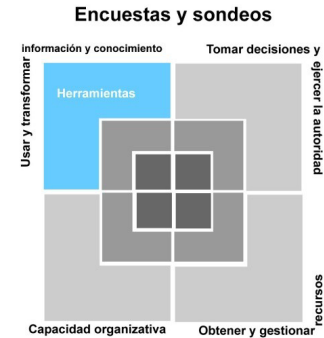 Encuestas y sondeos
información y conocimiento
Usar y transformar
Tomar decisiones y
ejercer la autoridad
Herramientas
Capacidad organizativa
Obtener y gestionar
recursos